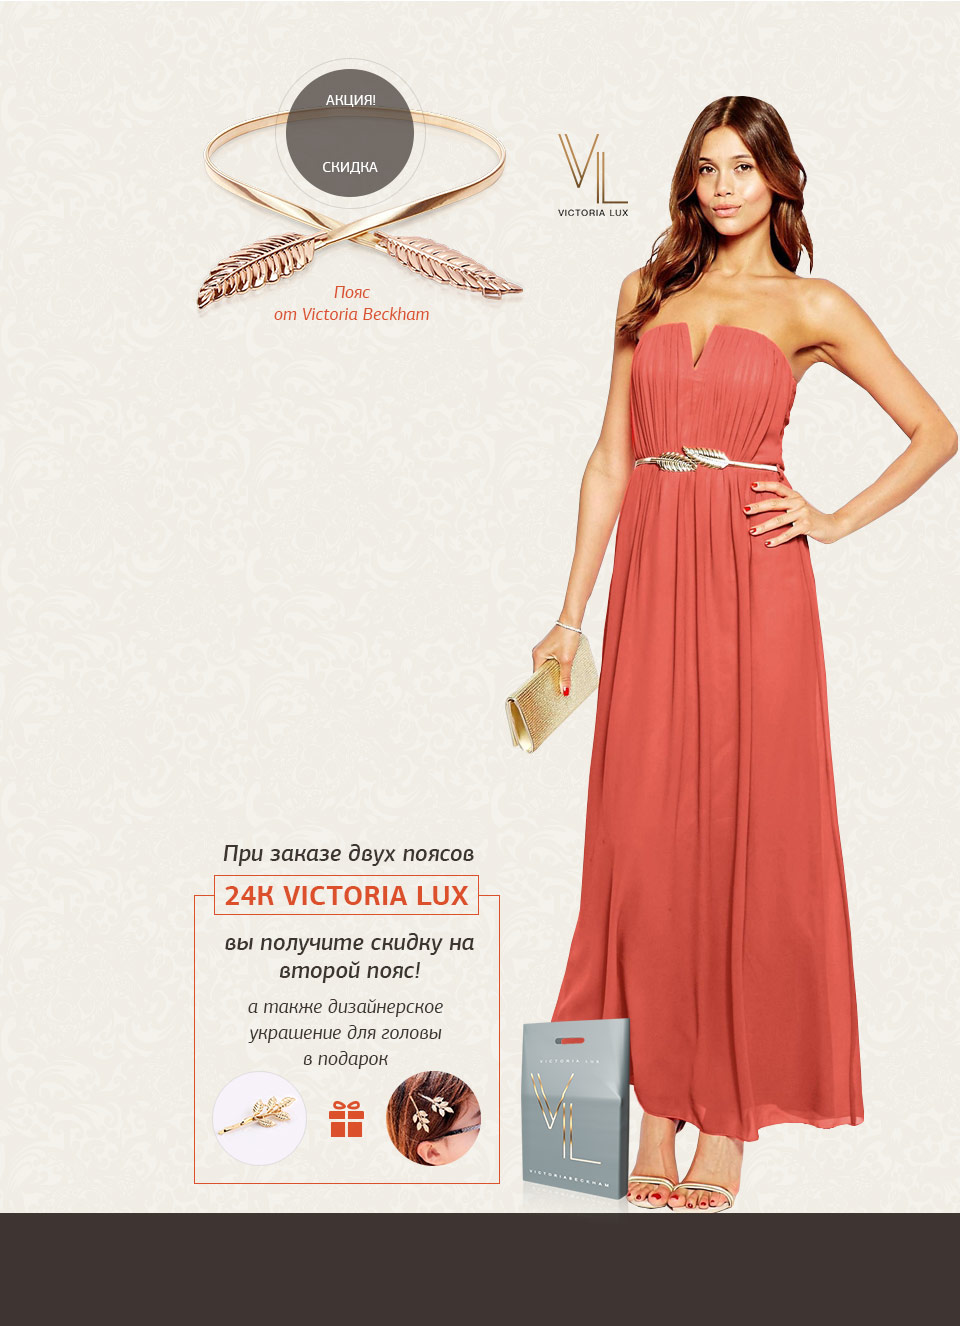 АКЦИЯ!
СКИДКА
VL
VICTORIA LUX
Пояс
от Victoria Beckham
При заказе двух поясов
24К VICTORIA LUX
вы получите скидку на
второй пояс!
а также дизайнерское
украшение для головы
в подарок
VICTORIA LUX
VL
VICTORIABECKHAM